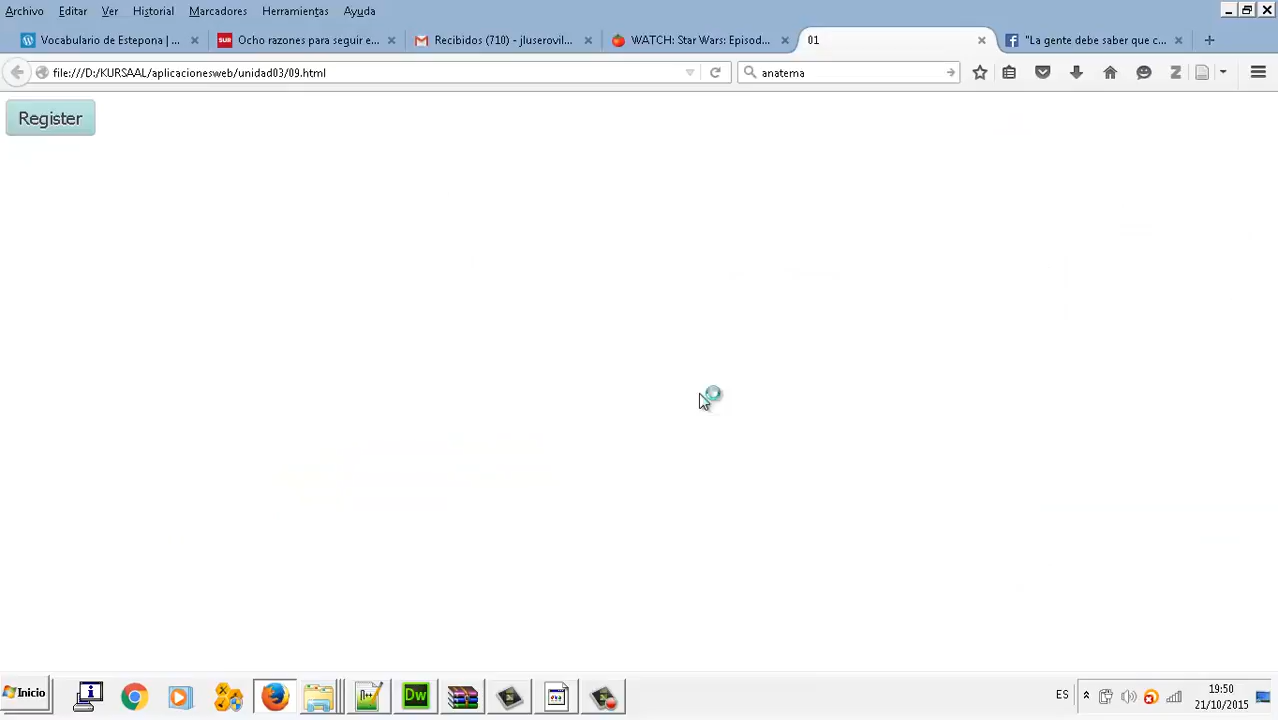 Archivo Editar Ver Historial Marcadores Herramientas Ayuda
Vocabulario de Estepona | ... Ocho razones para seguir e... Recibidos (710) - jluserovil... WATCH: Star Wars: Episod... 01 "La gente debe saber que c...
file:///D:/KURSAAL/aplicacionesweb/unidad03/09.html anatema
Register
Inicio Dw ES 19:50
21/10/2015